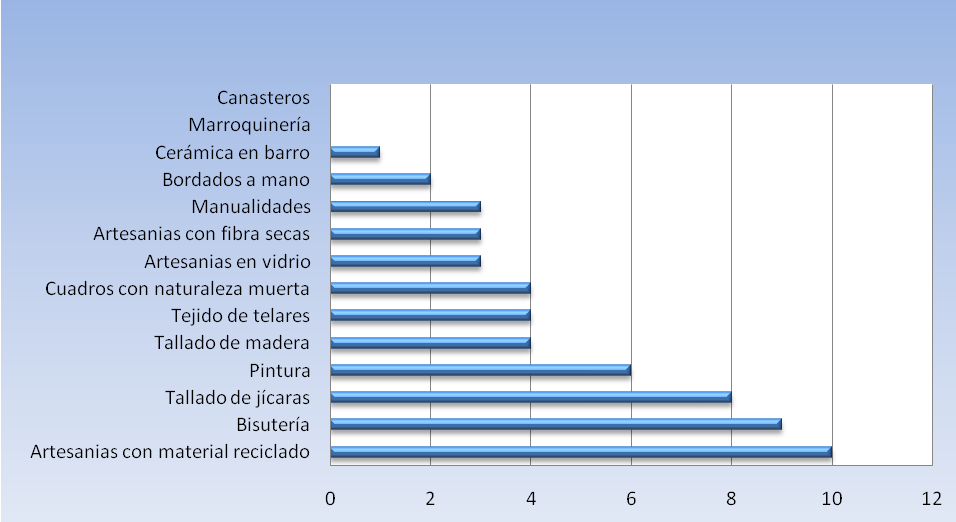 Canasteros
Marroquinería
Cerámica en barro
Bordados a mano
Manualidades
Artesanias con fibra secas
Artesanias en vidrio
Cuadros con naturaleza muerta
Tejido de telares
Tallado de madera
Pintura
Tallado de jícaras
Bisutería
Artesanias con material reciclado
0 2 4 6 8 10 12